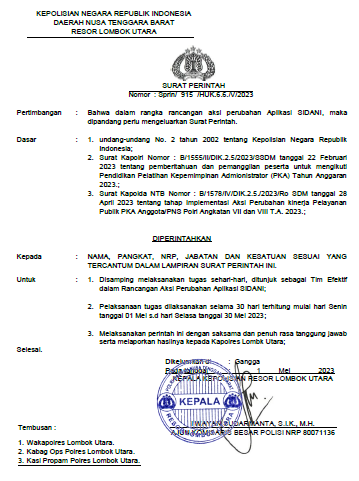 KEPOLISIAN NEGARA REPUBLIK INDONESIA
DAERAH NUSA TENGGARA BARAT
RESOR LOMBOK UTARA
SURAT PERINTAH
Nomor : Sprin/ 915 /HUK.6.6./V/2023
Pertimbangan : Bahwa dalam rangka rancangan aksi perubahan Aplikasi SIDANI, maka
dipandang perlu mengeluarkan Surat Perintah.
Dasar : 1. undang-undang No. 2 tahun 2002 tentang Kepolisian Negara Republik
Indonesia;
2. Surat Kapolri Nomor : B/1555/II/DIK.2.5/2023/SSDM tanggal 22 Februari
2023 tentang pemberitahuan dan pemanggilan peserta untuk mengikuti
Pendidikan Pelatihan Kepemimpinan Admionistrator (PKA) Tahun Anggaran
2023.;
3. Surat Kapolda NTB Nomor : B/1578/IV/DIK.2.5./2023/Ro SDM tanggal 28
April 2023 tentang tahap Implementasi Aksi Perubahan kinerja Pelayanan
Publik PKA Anggota/PNS Polri Angkatan VII dan VIII T.A. 2023.;
DIPERINTAHKAN
Kepada : NAMA, PANGKAT, NRP, JABATAN DAN KESATUAN SESUAI YANG
TERCANTUM DALAM LAMPIRAN SURAT PERINTAH INI.
Untuk : 1. Disamping melaksanakan tugas sehari-hari, ditunjuk sebagai Tim Efektif
dalam Rancangan Aksi Perubahan Aplikasi SIDANI;
2. Pelaksanaan tugas dilaksanakan selama 30 hari terhitung mulai hari Senin
tanggal 01 Mei s.d hari Selasa tanggal 30 Mei 2023;
3. Melaksanakan perintah ini dengan saksama dan penuh rasa tanggung jawab
serta melaporkan hasilnya kepada Kapolres Lombk Utara;
Selesai.
Dikeluarkan di : Gangga
Pada tanggal : 1 Mei 2023
KEPALA KEPOLISIAN RESOR LOMBOK UTARA
KEPALA
I WAYAN SUDARMANTA, S.I.K., M.H.
AJUN KOMISARIS BESAR POLISI NRP 80071136
Tembusan :
1. Wakapolres Lombok Utara.
2. Kabag Ops Polres Lombok Utara.
3. Kasi Propam Polres Lombok Utara.